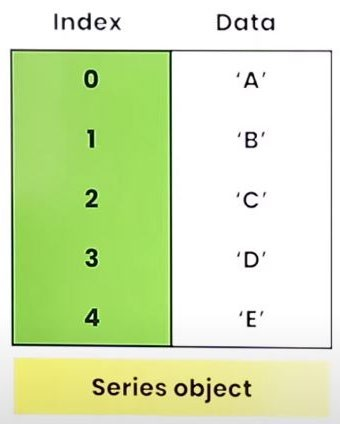 Index Data
0 ‘A’
1 ‘B’
2 ‘C’
3 ‘D’
4 ‘E’
Series object